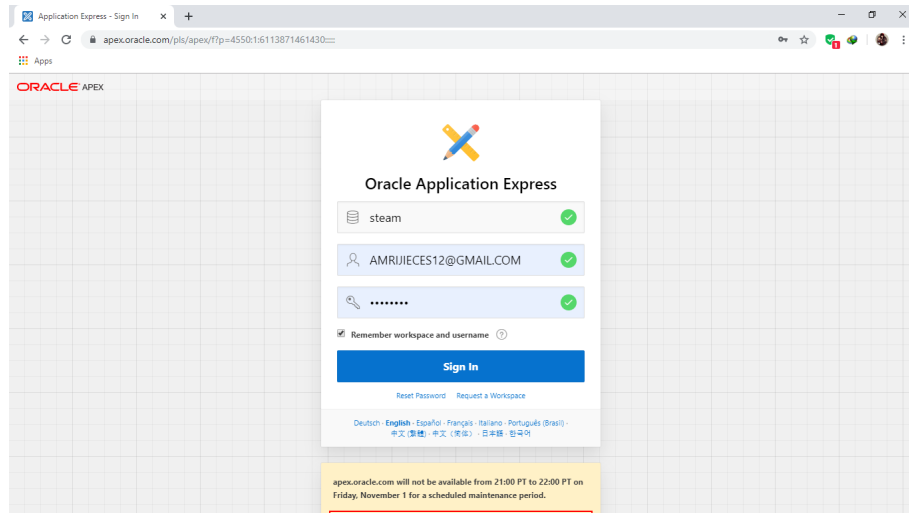 Application Express - Sign In
apex.oracle.com/pls/apex/f?p=4550:1:6113871461430:::::
Apps
1
ORACLE APEX
Oracle Application Express
steam
AMRIJIECES12@GMAIL.COM
••••••••
Remember workspace and username ?
Sign In
Reset Password Request a Workspace
Deutsch · English · Español · Français · Italiano · Português (Brasil) ·
中文 (繁體) · 中文 (简体) · 日本語 · 한국어
apex.oracle.com will not be available from 21:00 PT to 22:00 PT on
Friday, November 1 for a scheduled maintenance period.